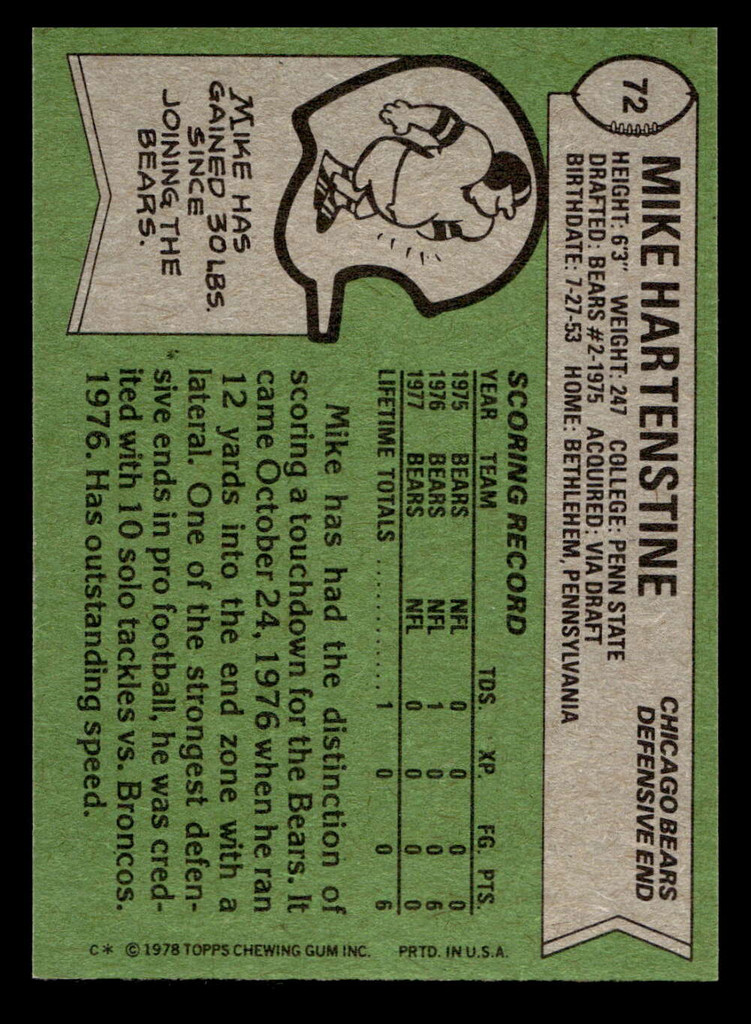 72
MIKE HARTENSTINE
CHICAGO BEARS
DEFENSIVE END
HEIGHT: 6'3" WEIGHT: 247 COLLEGE: PENN STATE
DRAFTED: BEARS #2-1975 ACQUIRED: VIA DRAFT
BIRTHDATE: 7-27-53 HOME: BETHLEHEM, PENNSYLVANIA
MIKE HAS
GAINED 30 LBS.
SINCE
JOINING THE
BEARS.
SCORING RECORD
YEAR TEAM TDS. XP. FG. PTS.
1975 BEARS NFL 0 0 0 0
1976 BEARS NFL 1 0 0 6
1977 BEARS NFL 0 0 0 0
LIFETIME TOTALS ............ 1 0 0 6
Mike has had the distinction of
scoring a touchdown for the Bears. It
came October 24, 1976 when he ran
12 yards into the end zone with a
lateral. One of the strongest defen-
sive ends in pro football, he was cred-
ited with 10 solo tackles vs. Broncos.
1976. Has outstanding speed.
C* © 1978 TOPPS CHEWING GUM INC. PRTD. IN U.S.A.